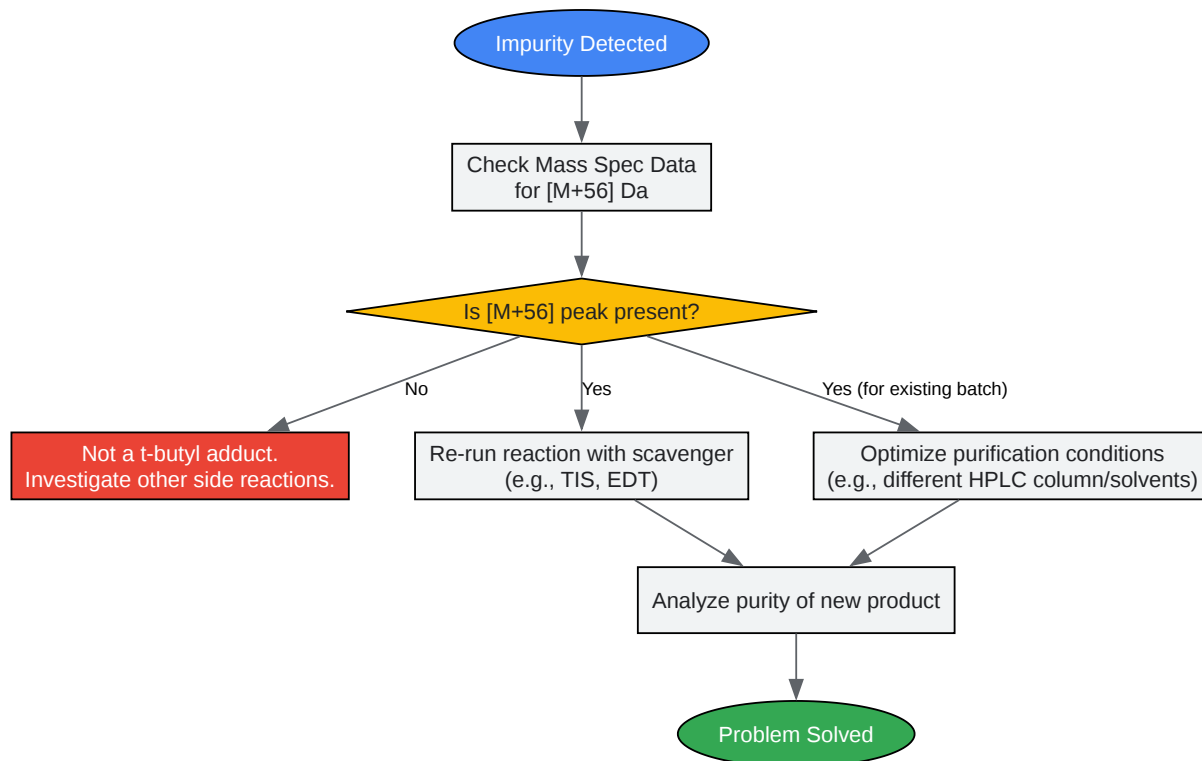 Impurity Detected
Check Mass Spec Data
for [M+56] Da
Is [M+56] peak present?
No
Yes
Yes (for existing batch)
Not a t-butyl adduct.
Investigate other side reactions.
Re-run reaction with scavenger
(e.g., TIS, EDT)
Optimize purification conditions
(e.g., different HPLC column/solvents)
Analyze purity of new product
Problem Solved